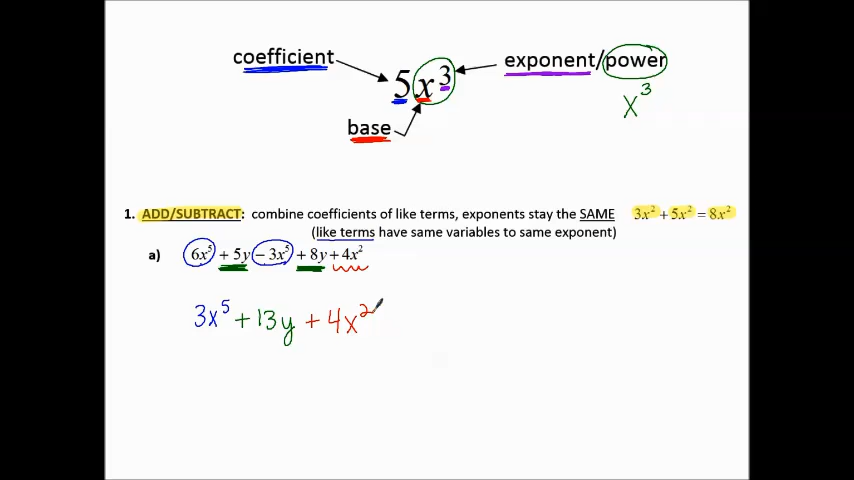 coefficient
exponent/power
5x³
x³
base
1. ADD/SUBTRACT: combine coefficients of like terms, exponents stay the SAME 3x² + 5x² = 8x²
(like terms have same variables to same exponent)
a) 6x⁵ + 5y − 3x⁵ + 8y + 4x²
3x⁵ + 13y + 4x²